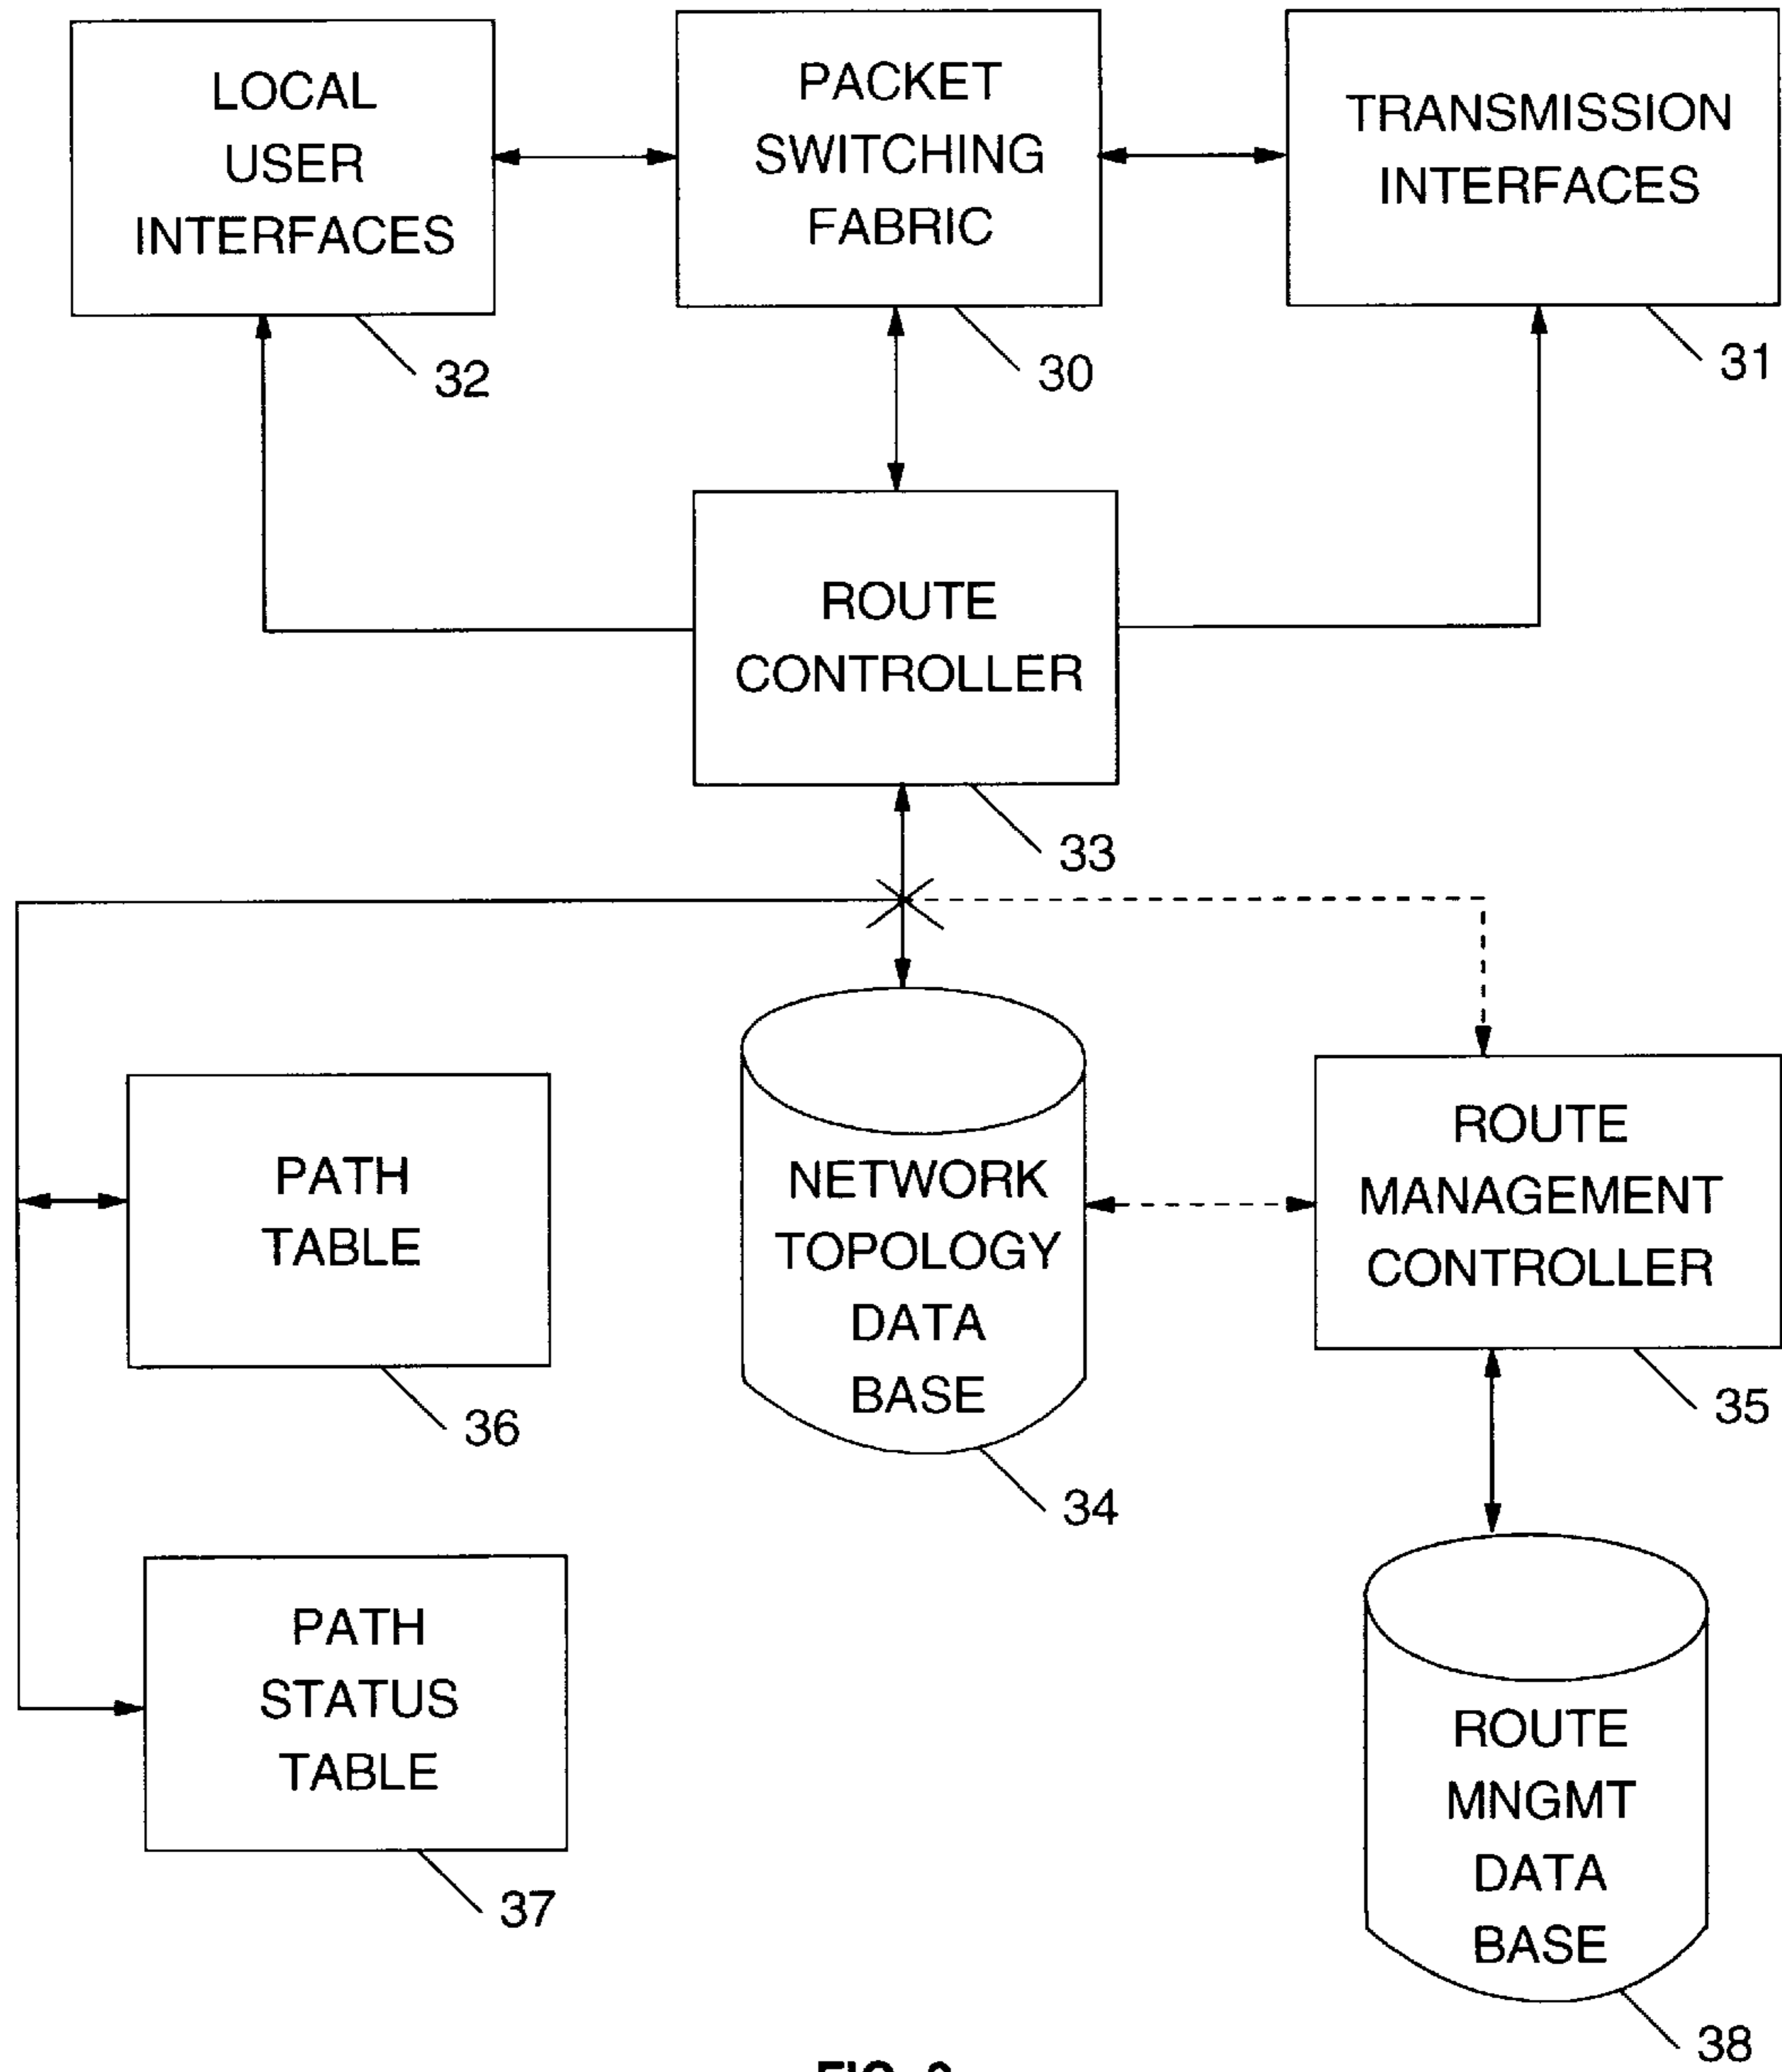 LOCAL
USER
INTERFACES
32
PACKET
SWITCHING
FABRIC
30
TRANSMISSION
INTERFACES
31
ROUTE
CONTROLLER
33
PATH
TABLE
36
NETWORK
TOPOLOGY
DATA
BASE
34
ROUTE
MANAGEMENT
CONTROLLER
35
PATH
STATUS
TABLE
37
ROUTE
MNGMT
DATA
BASE
38
FIG.